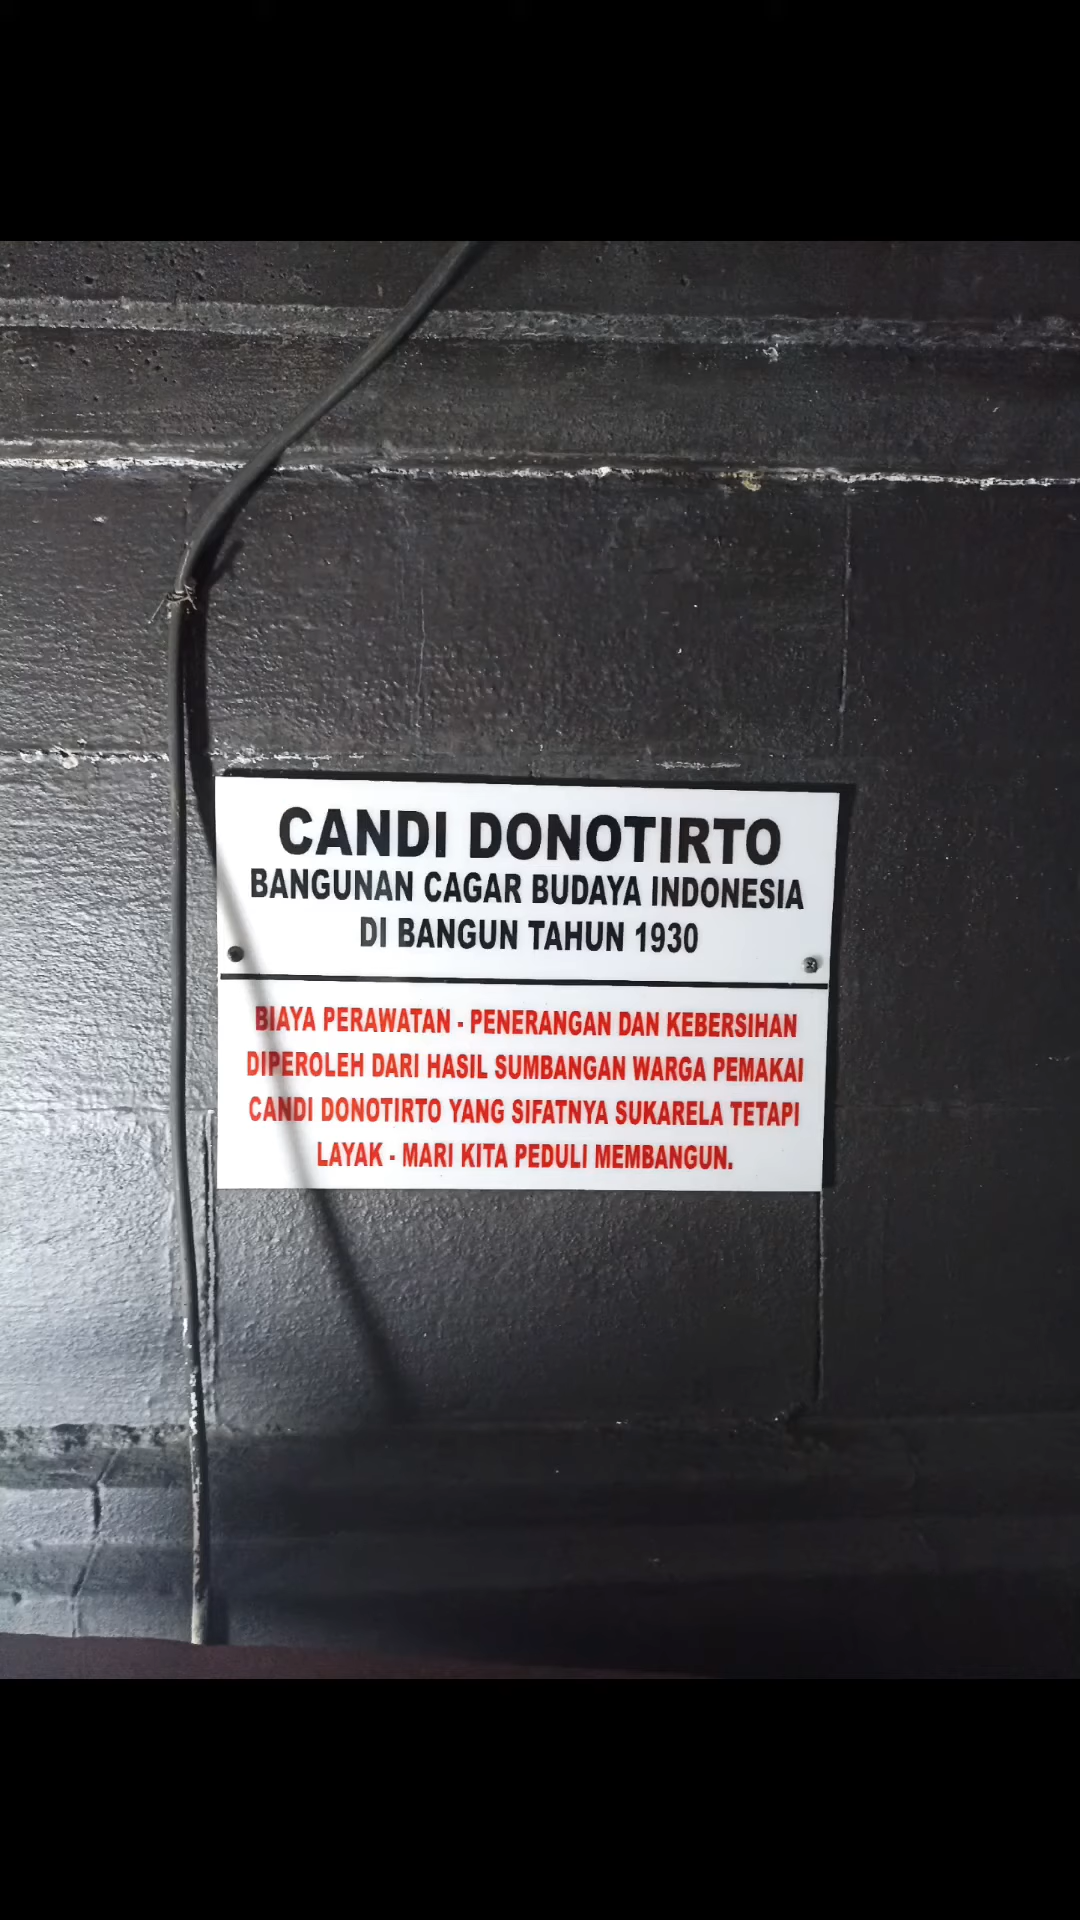 CANDI DONOTIRTO
BANGUNAN CAGAR BUDAYA INDONESIA
DI BANGUN TAHUN 1930
BIAYA PERAWATAN - PENERANGAN DAN KEBERSIHAN
DIPEROLEH DARI HASIL SUMBANGAN WARGA PEMAKAI
CANDI DONOTIRTO YANG SIFATNYA SUKARELA TETAPI
LAYAK - MARI KITA PEDULI MEMBANGUN.